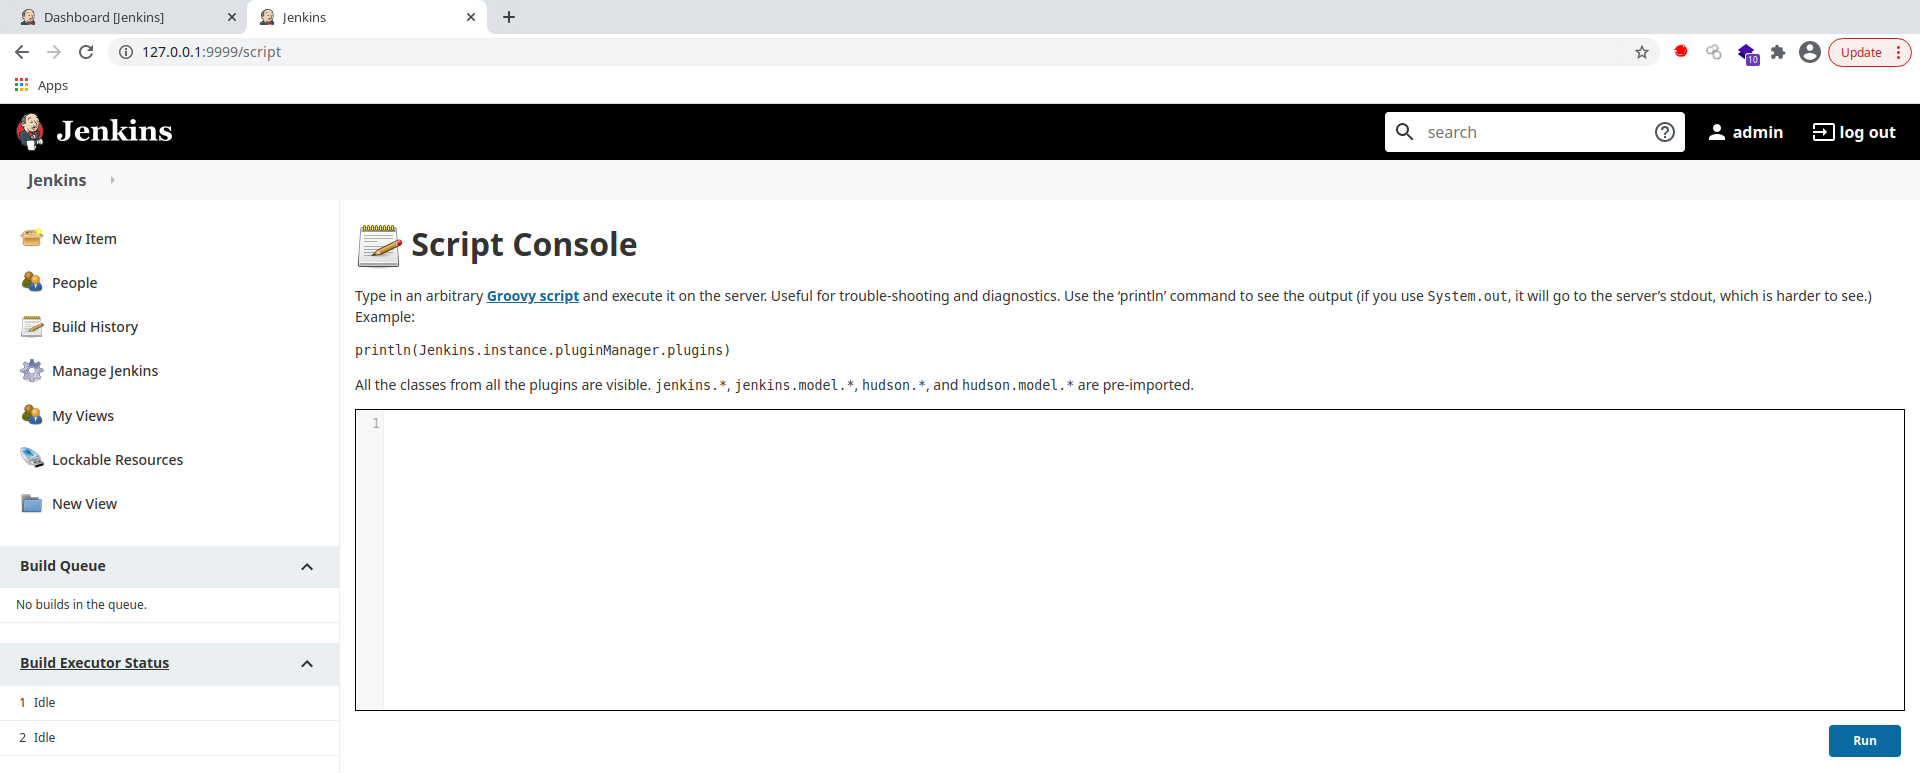 Dashboard [Jenkins]
Jenkins
127.0.0.1:9999/script
10
Update
Apps
Jenkins
search
admin
log out
Jenkins
New Item
People
Build History
Manage Jenkins
My Views
Lockable Resources
New View
Build Queue
No builds in the queue.
Build Executor Status
1 Idle
2 Idle
Script Console
Type in an arbitrary Groovy script and execute it on the server. Useful for trouble-shooting and diagnostics. Use the ‘println’ command to see the output (if you use System.out, it will go to the server’s stdout, which is harder to see.)
Example:
println(Jenkins.instance.pluginManager.plugins)
All the classes from all the plugins are visible. jenkins.*, jenkins.model.*, hudson.*, and hudson.model.* are pre-imported.
1
Run